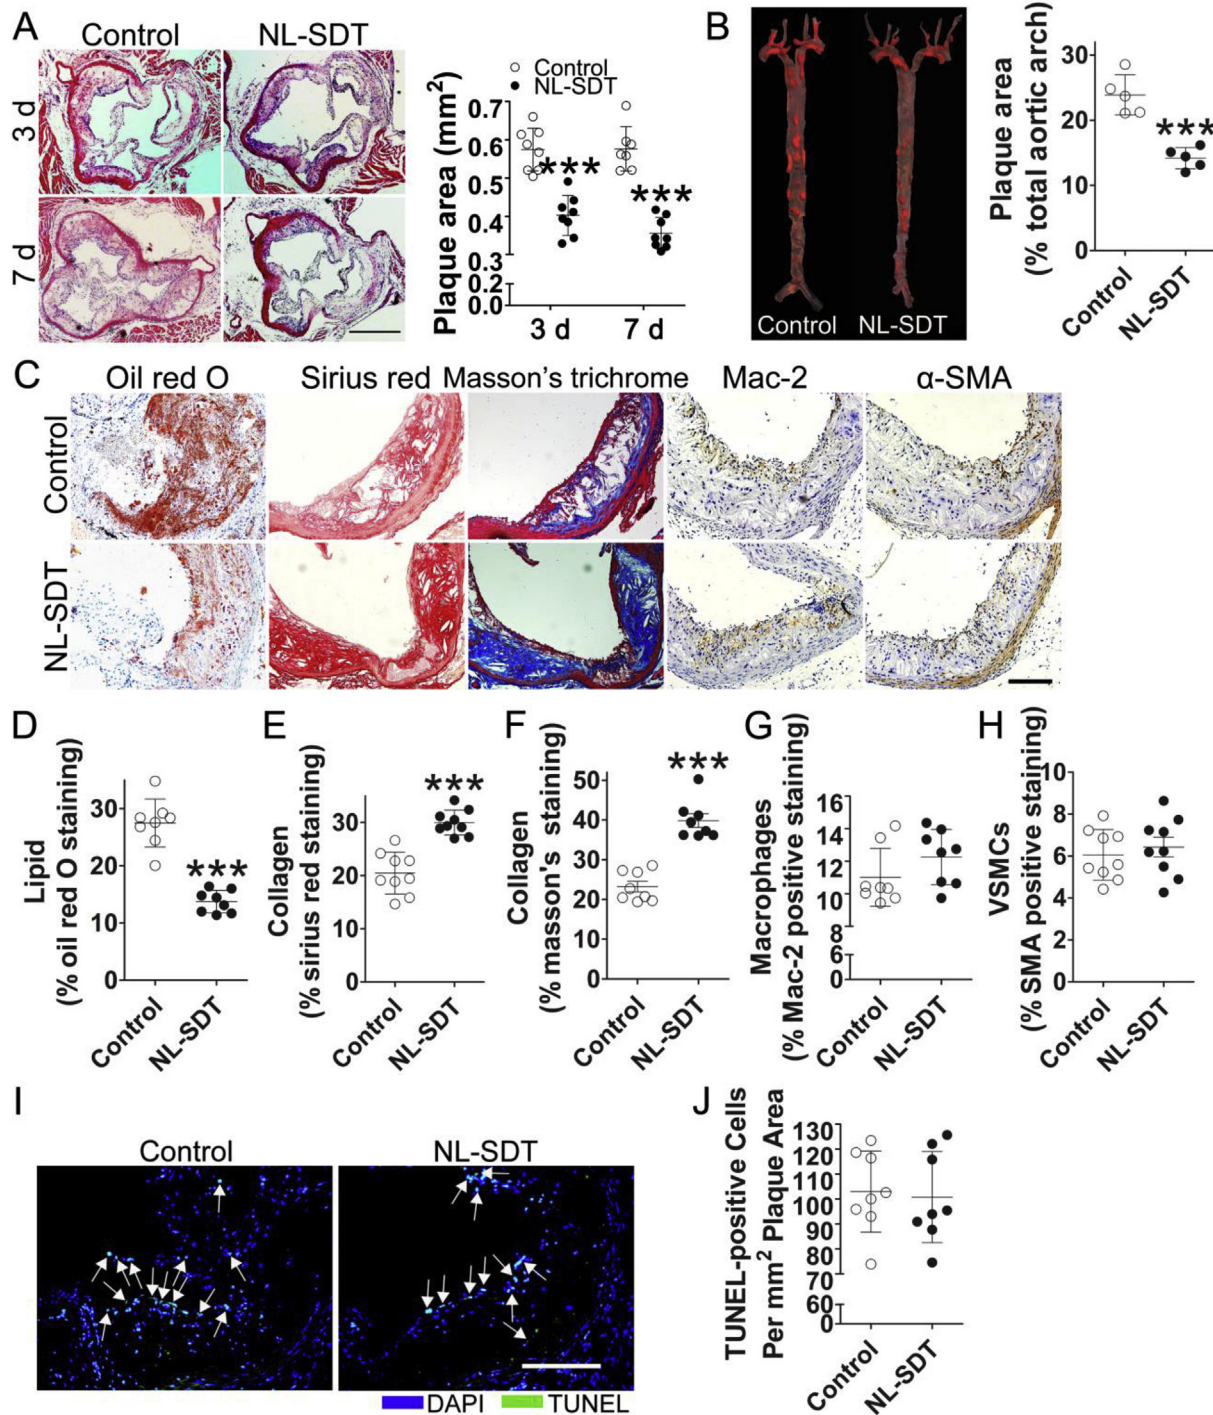 A
Control
NL-SDT
3 d
7 d
Plaque area (mm²)
0.7
0.6
0.5
0.4
0.3
0.2
0.0
Control
NL-SDT
***
***
3 d
7 d
B
Control
NL-SDT
Plaque area
(% total aortic arch)
30
20
10
0
***
Control
NL-SDT
C
Oil red O
Sirius red
Masson's trichrome
Mac-2
α-SMA
Control
NL-SDT
D
Lipid
(% oil red O staining)
30
20
10
0
***
Control
NL-SDT
E
Collagen
(% sirius red staining)
30
20
10
0
***
Control
NL-SDT
F
Collagen
(% masson's staining)
50
40
30
20
10
0
***
Control
NL-SDT
G
Macrophages
(% Mac-2 positive staining)
16
14
12
10
8
6
0
Control
NL-SDT
H
VSMCs
(% SMA positive staining)
10
8
6
4
2
0
Control
NL-SDT
I
Control
NL-SDT
DAPI
TUNEL
J
TUNEL-positive Cells
Per mm² Plaque Area
130
120
110
100
90
80
70
60
0
Control
NL-SDT